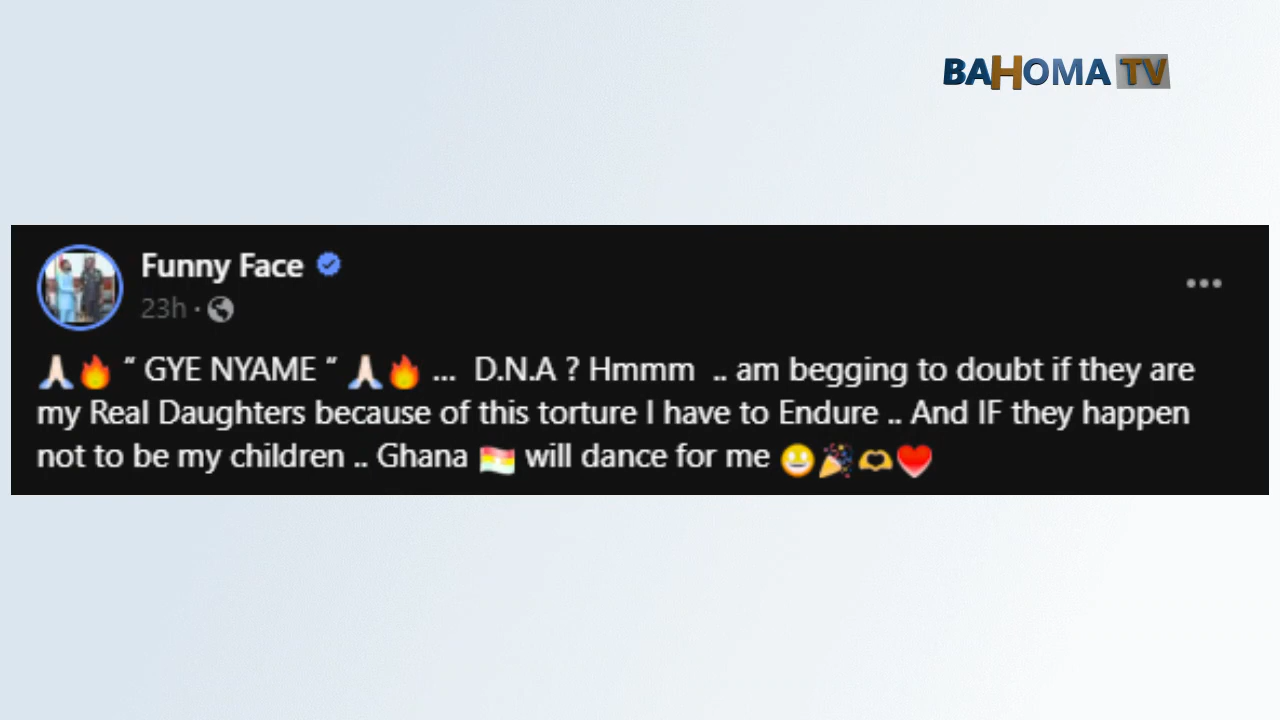 BAHOMA TV
Funny Face
23h ·
🙏🔥 “ GYE NYAME “ 🙏🔥 ... D.N.A ? Hmmm .. am begging to doubt if they are
my Real Daughters because of this torture I have to Endure .. And IF they happen
not to be my children .. Ghana 🇬🇭 will dance for me 😀🎉🫶❤️